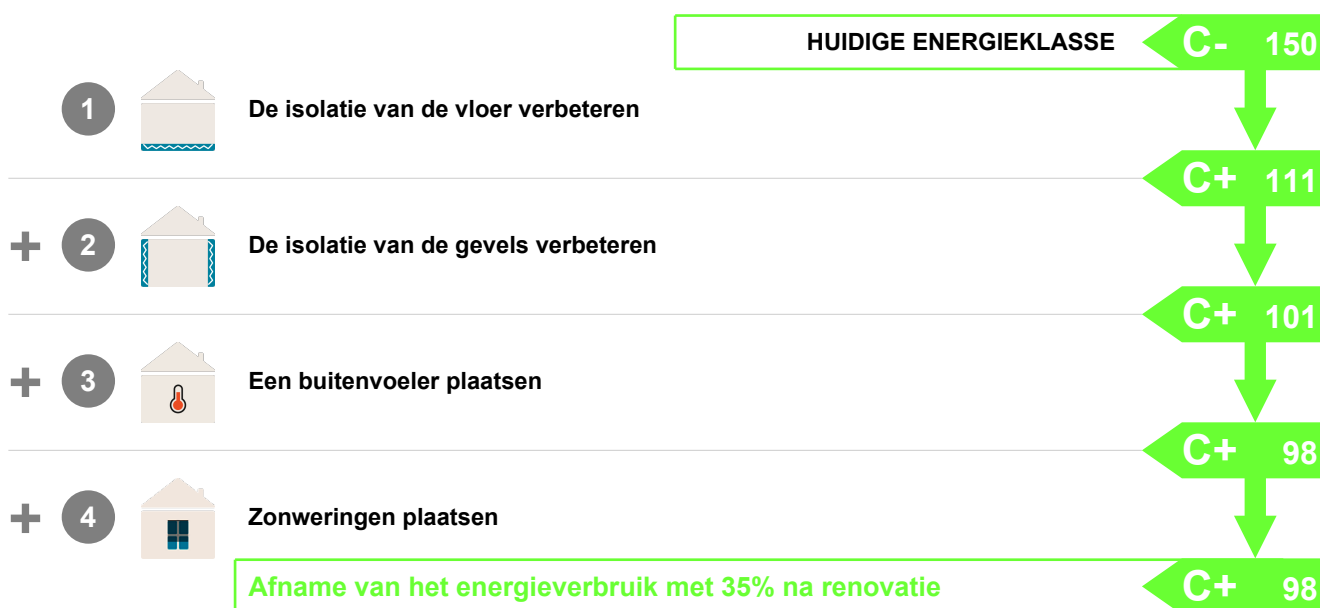 HUIDIGE ENERGIEKLASSE C- 150
1 De isolatie van de vloer verbeteren
C+ 111
+ 2 De isolatie van de gevels verbeteren
C+ 101
+ 3 Een buitenvoeler plaatsen
C+ 98
+ 4 Zonweringen plaatsen
Afname van het energieverbruik met 35% na renovatie C+ 98